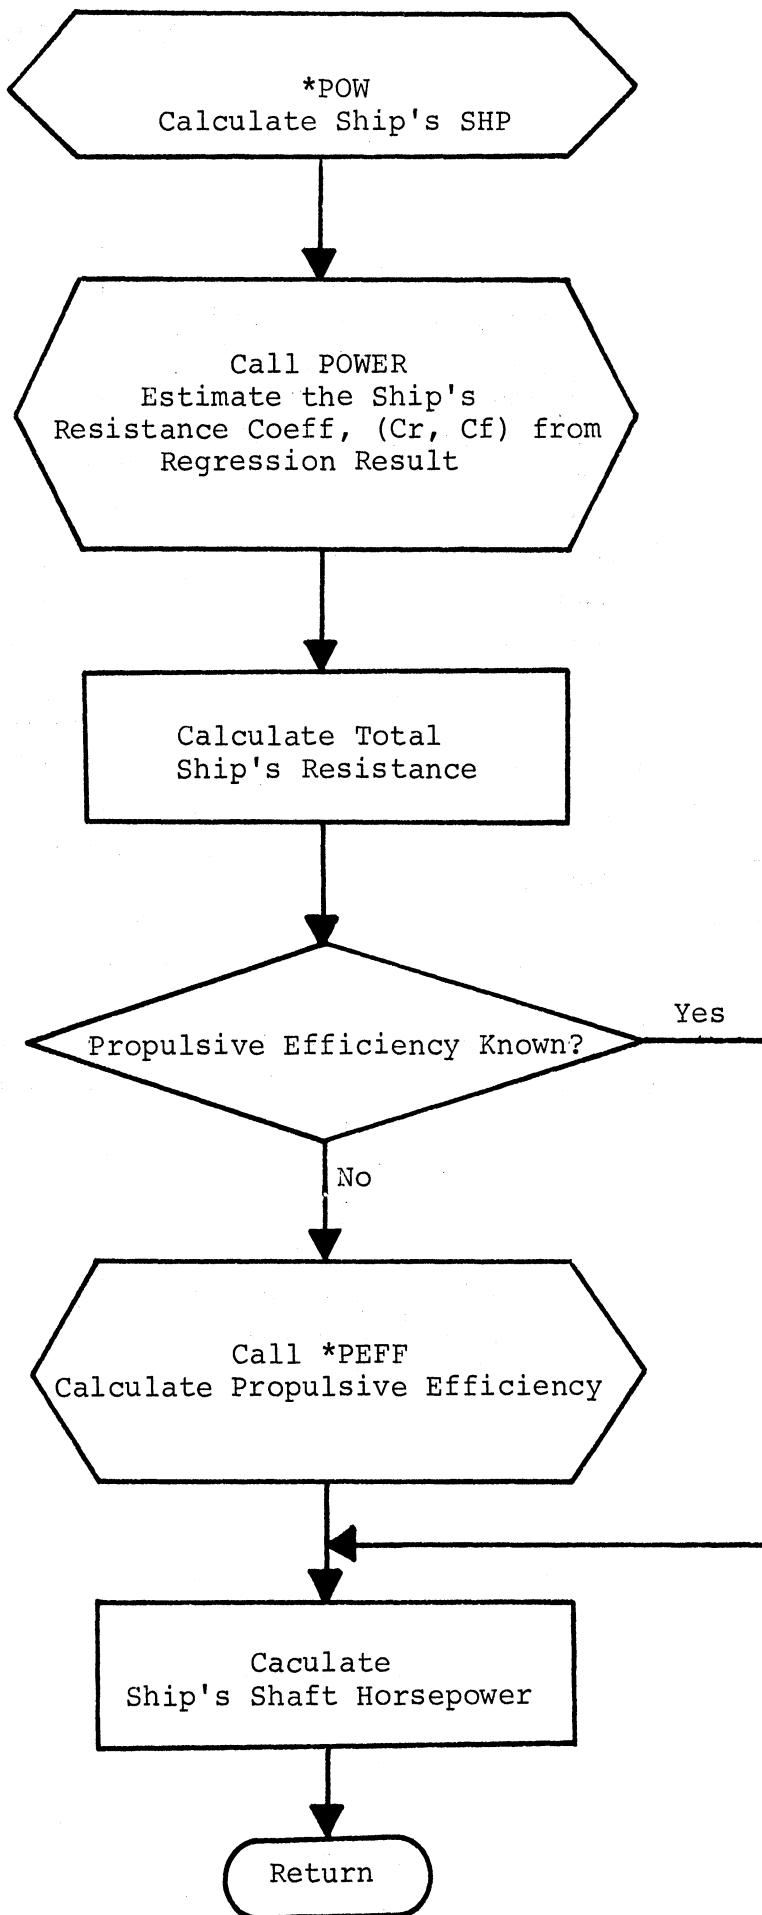 *POW
Calculate Ship's SHP
Call POWER
Estimate the Ship's
Resistance Coeff, (Cr, Cf) from
Regression Result
Calculate Total
Ship's Resistance
Propulsive Efficiency Known?
Yes
No
Call *PEFF
Calculate Propulsive Efficiency
Caculate
Ship's Shaft Horsepower
Return